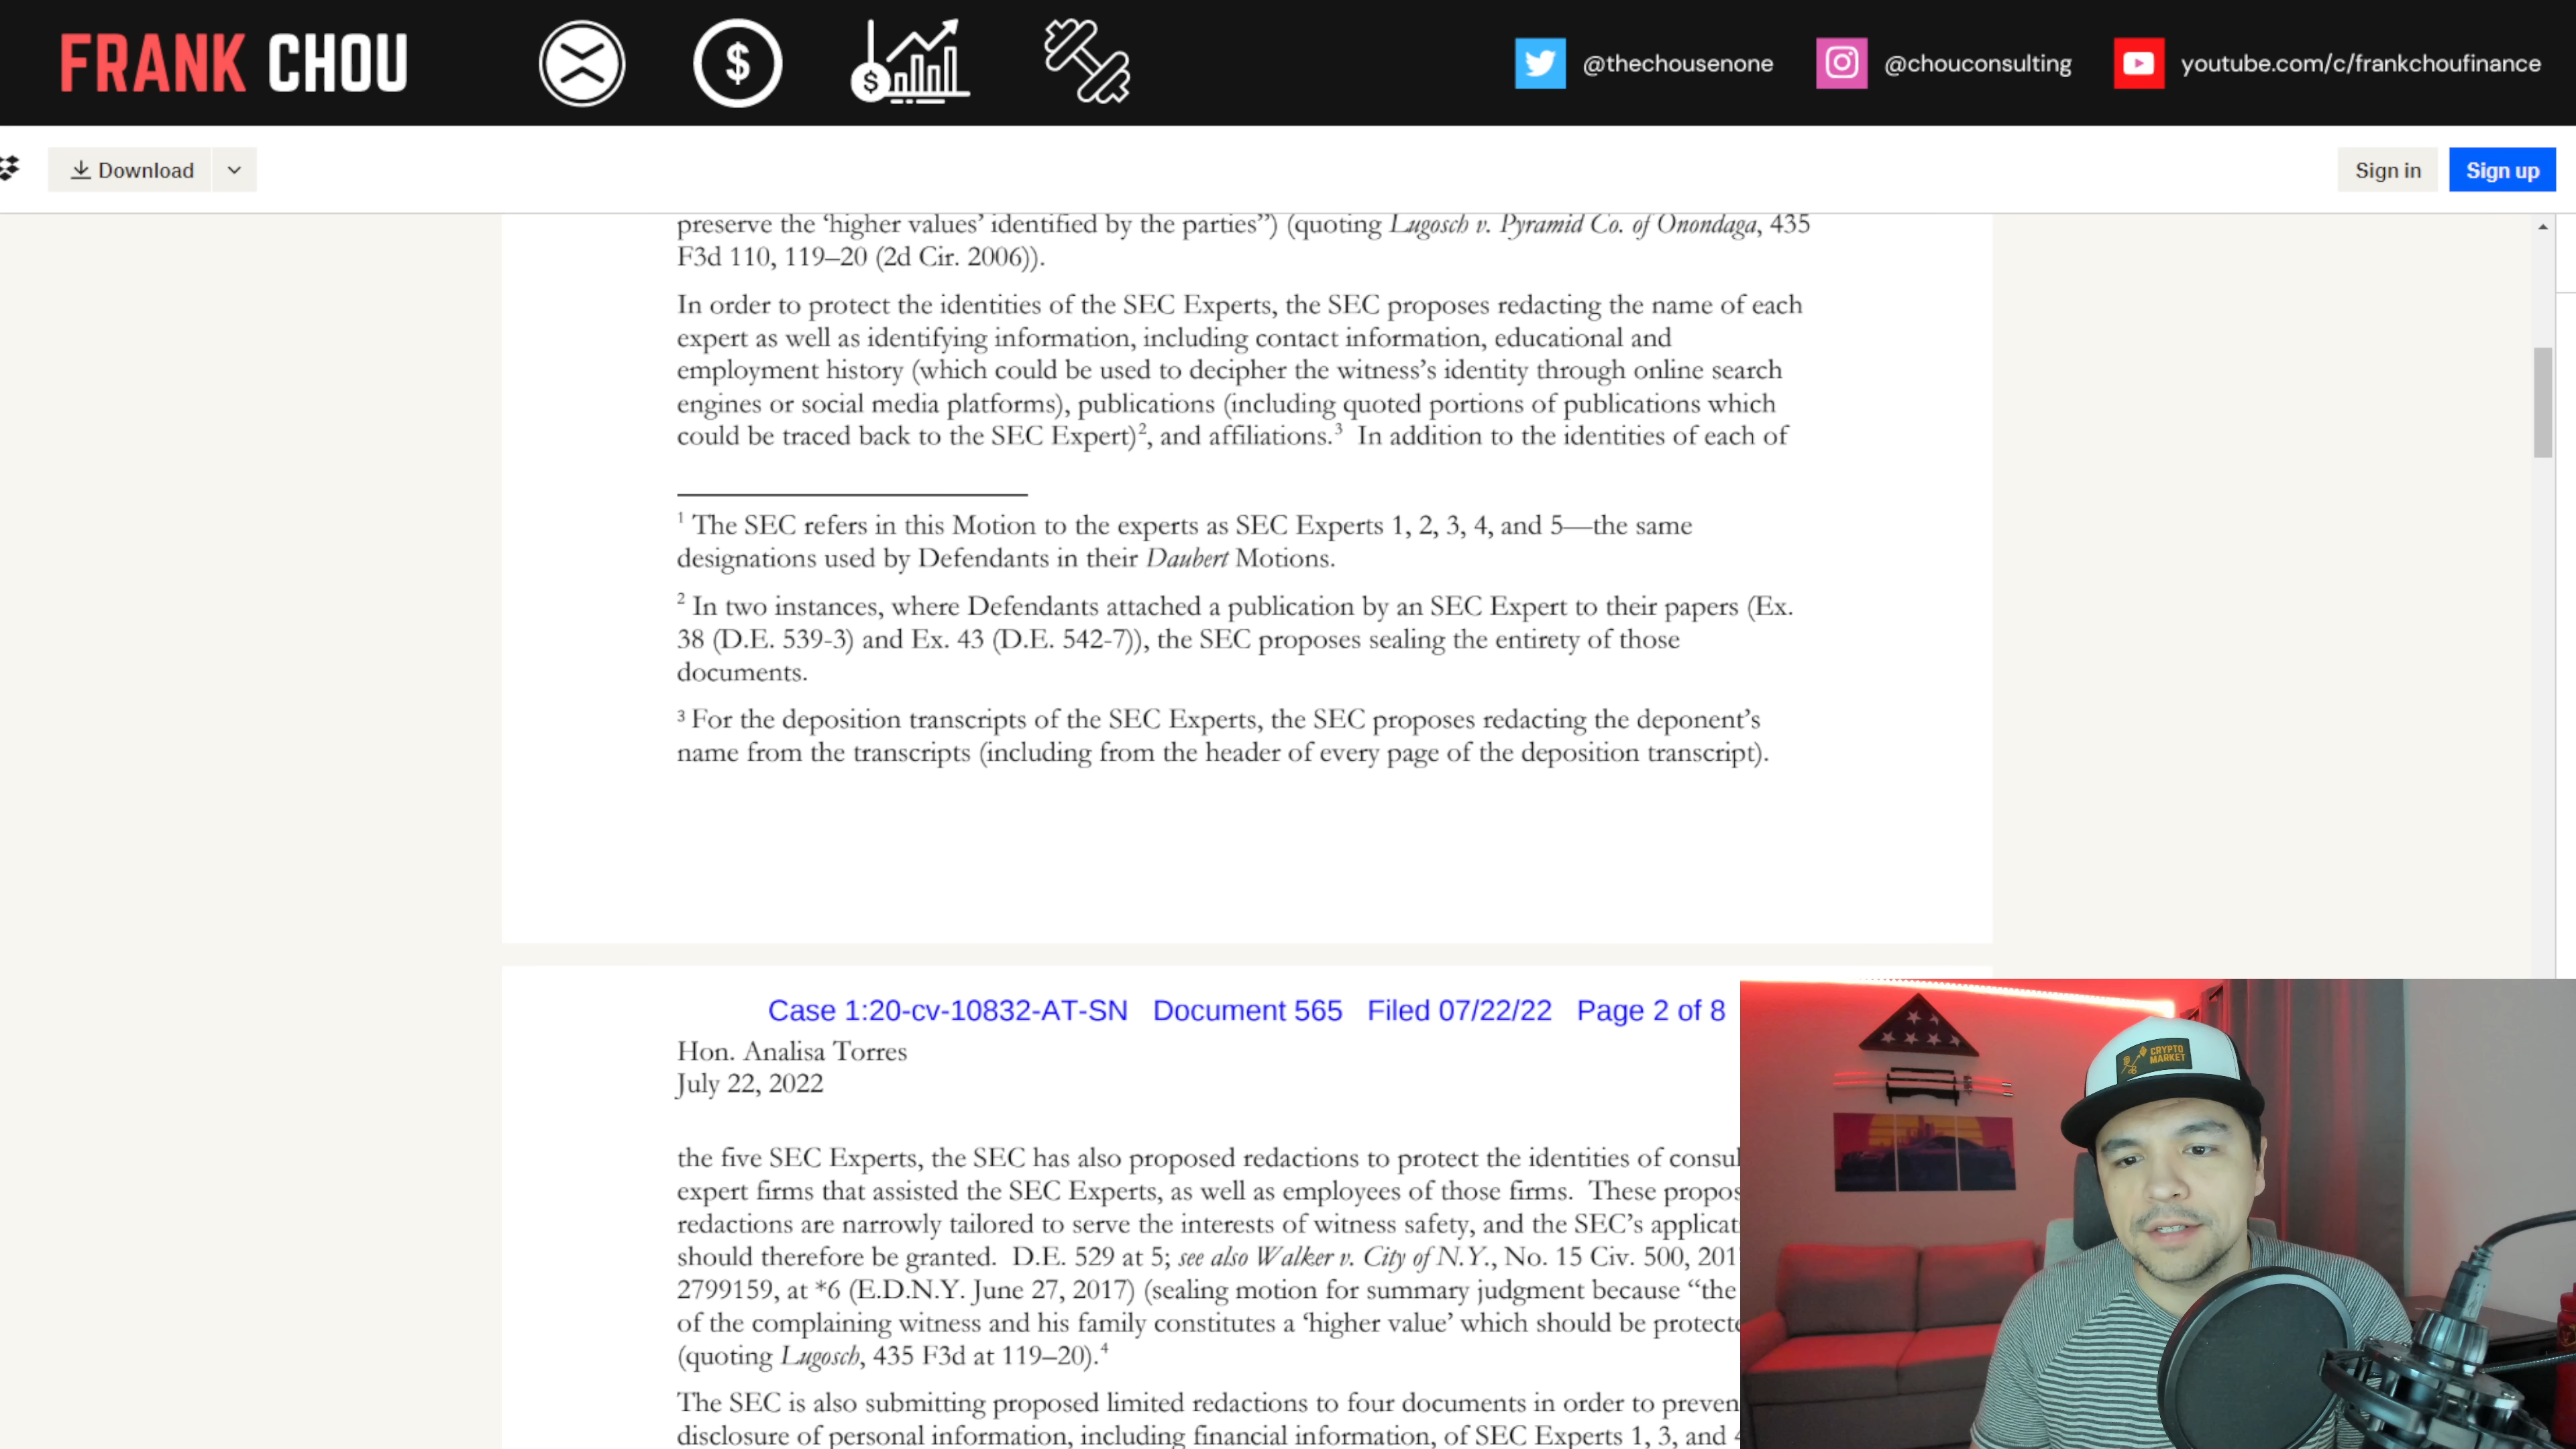 FRANK CHOU
@thechousenone
@chouconsulting
youtube.com/c/frankchoufinance
Download
Sign in
Sign up
preserve the ‘higher values’ identified by the parties”) (quoting Lugosch v. Pyramid Co. of Onondaga, 435
F3d 110, 119–20 (2d Cir. 2006)).
In order to protect the identities of the SEC Experts, the SEC proposes redacting the name of each
expert as well as identifying information, including contact information, educational and
employment history (which could be used to decipher the witness’s identity through online search
engines or social media platforms), publications (including quoted portions of publications which
could be traced back to the SEC Expert)², and affiliations.³ In addition to the identities of each of
¹ The SEC refers in this Motion to the experts as SEC Experts 1, 2, 3, 4, and 5—the same
designations used by Defendants in their Daubert Motions.
² In two instances, where Defendants attached a publication by an SEC Expert to their papers (Ex.
38 (D.E. 539-3) and Ex. 43 (D.E. 542-7)), the SEC proposes sealing the entirety of those
documents.
³ For the deposition transcripts of the SEC Experts, the SEC proposes redacting the deponent’s
name from the transcripts (including from the header of every page of the deposition transcript).
Case 1:20-cv-10832-AT-SN Document 565 Filed 07/22/22 Page 2 of 8
Hon. Analisa Torres
July 22, 2022
the five SEC Experts, the SEC has also proposed redactions to protect the identities of consul
expert firms that assisted the SEC Experts, as well as employees of those firms. These propos
redactions are narrowly tailored to serve the interests of witness safety, and the SEC’s applicat
should therefore be granted. D.E. 529 at 5; see also Walker v. City of N.Y., No. 15 Civ. 500, 201
2799159, at *6 (E.D.N.Y. June 27, 2017) (sealing motion for summary judgment because “the
of the complaining witness and his family constitutes a ‘higher value’ which should be protect
(quoting Lugosch, 435 F3d at 119–20).⁴
The SEC is also submitting proposed limited redactions to four documents in order to preven
disclosure of personal information, including financial information, of SEC Experts 1, 3, and
CRYPTO
MARKET